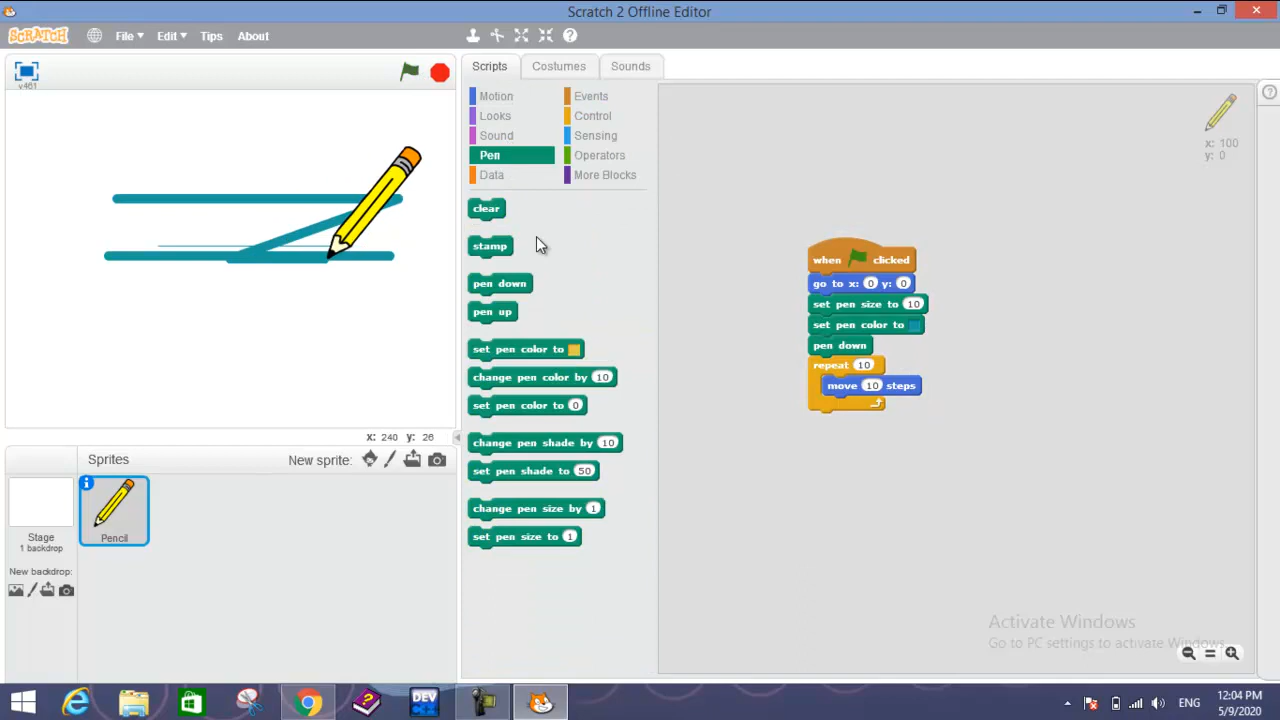 Scratch 2 Offline Editor
SCRATCH File Edit Tips About
v461
Scripts Costumes Sounds
Motion Events
Looks Control
Sound Sensing
Pen Operators
Data More Blocks
clear
stamp
pen down
pen up
set pen color to
change pen color by 10
set pen color to 0
change pen shade by 10
set pen shade to 50
change pen size by 1
set pen size to 1
x: 100
y: 0
when clicked
go to x: 0 y: 0
set pen size to 10
set pen color to
pen down
repeat 10
move 10 steps
x: 240 y: 26
Sprites New sprite:
Stage
1 backdrop
Pencil
New backdrop:
Activate Windows
Go to PC settings to activate Windows.
DEV
ENG
12:04 PM
5/9/2020